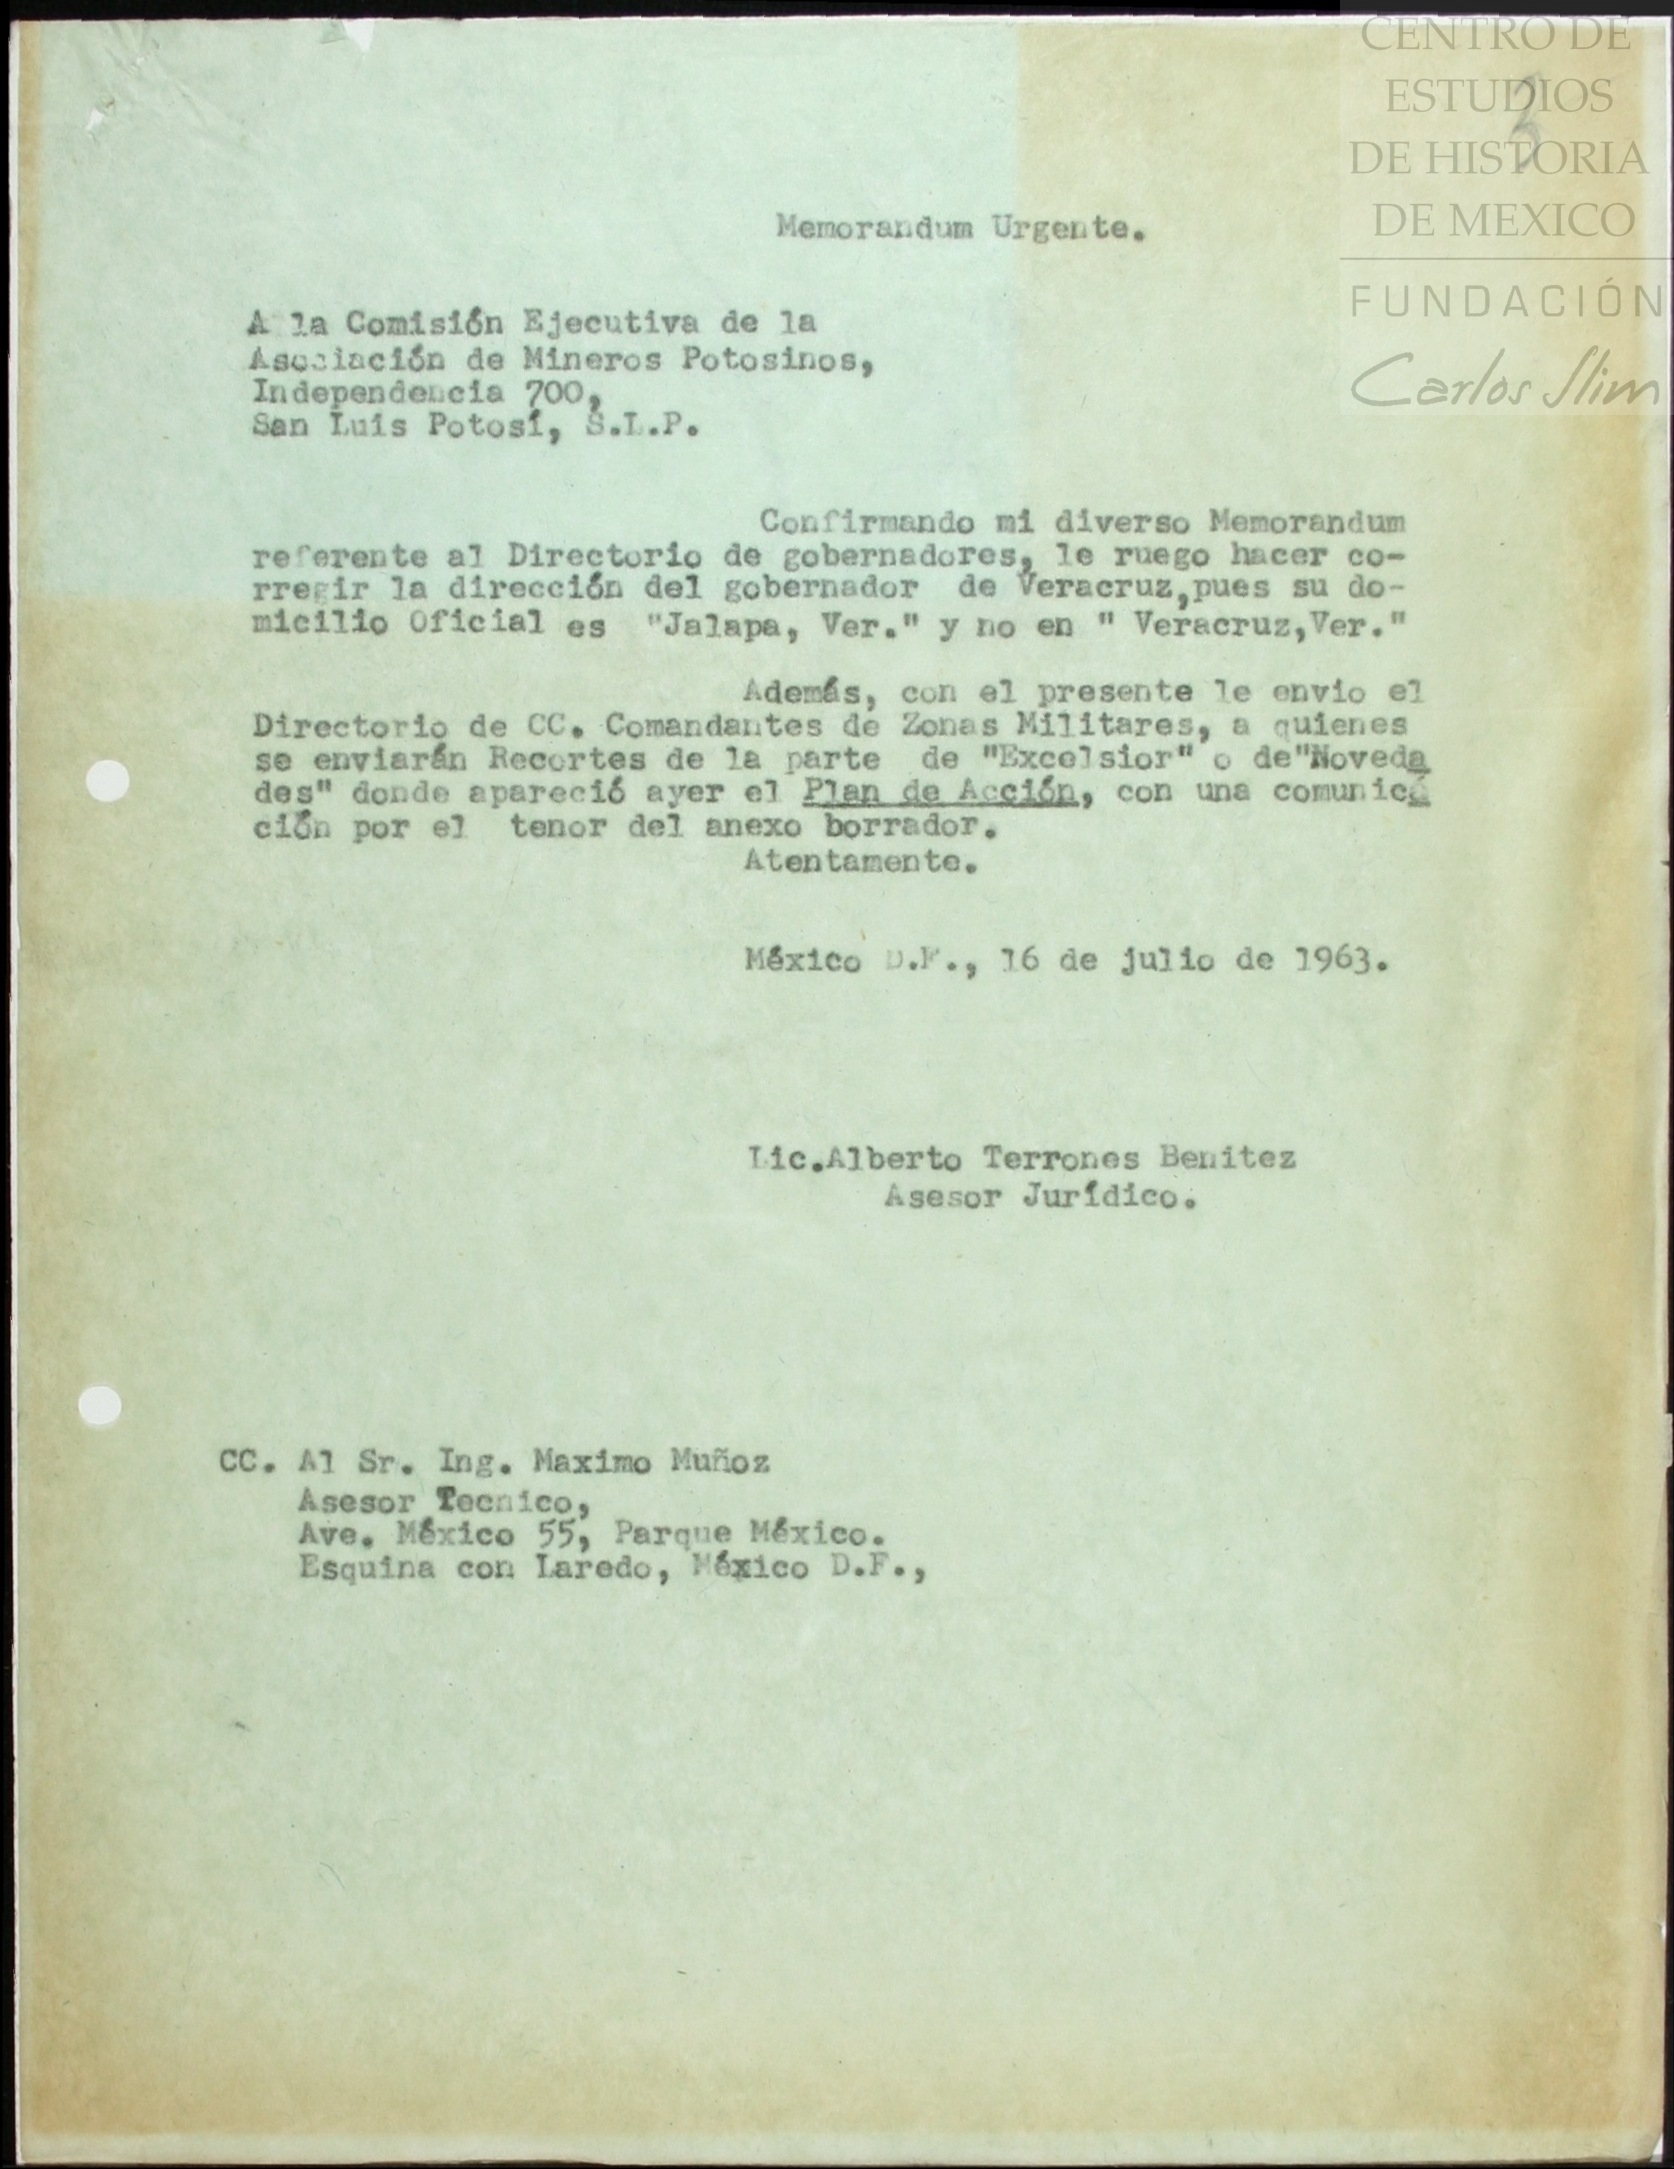 CENTRO DE
ESTUDIOS
DE HISTORIA
DE MEXICO
FUNDACIÓN
Carlos Slim
3
Memorandum Urgente.
A la Comisión Ejecutiva de la
Asociación de Mineros Potosinos,
Independencia 700,
San Luis Potosí, S.L.P.
Confirmando mi diverso Memorandum
referente al Directorio de gobernadores, le ruego hacer co-
rregir la dirección del gobernador de Veracruz,pues su do-
micilio Oficial es "Jalapa, Ver." y no en " Veracruz,Ver."
Además, con el presente le envio el
Directorio de CC. Comandantes de Zonas Militares, a quienes
se enviarán Recortes de la parte de "Excelsior" o de"Noveda
des" donde apareció ayer el Plan de Acción, con una comunica
ción por el tenor del anexo borrador.
Atentamente.
México D.F., 16 de julio de 1963.
Lic.Alberto Terrones Benitez
Asesor Jurídico.
CC. Al Sr. Ing. Maximo Muñoz
Asesor Tecnico,
Ave. México 55, Parque México.
Esquina con Laredo, México D.F.,